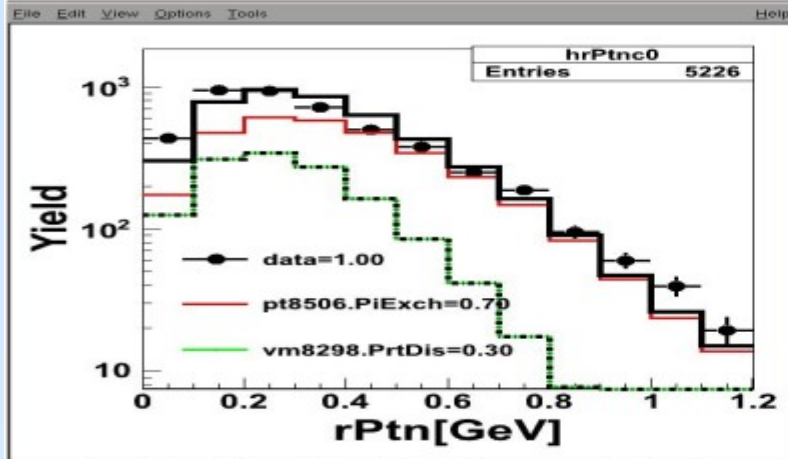 File Edit View Options Tools Help
hrPtnc0
Entries 5226
10³
10²
10
Yield
data=1.00
pt8506.PiExch=0.70
vm8298.PrtDis=0.30
0 0.2 0.4 0.6 0.8 1 1.2
rPtn[GeV]